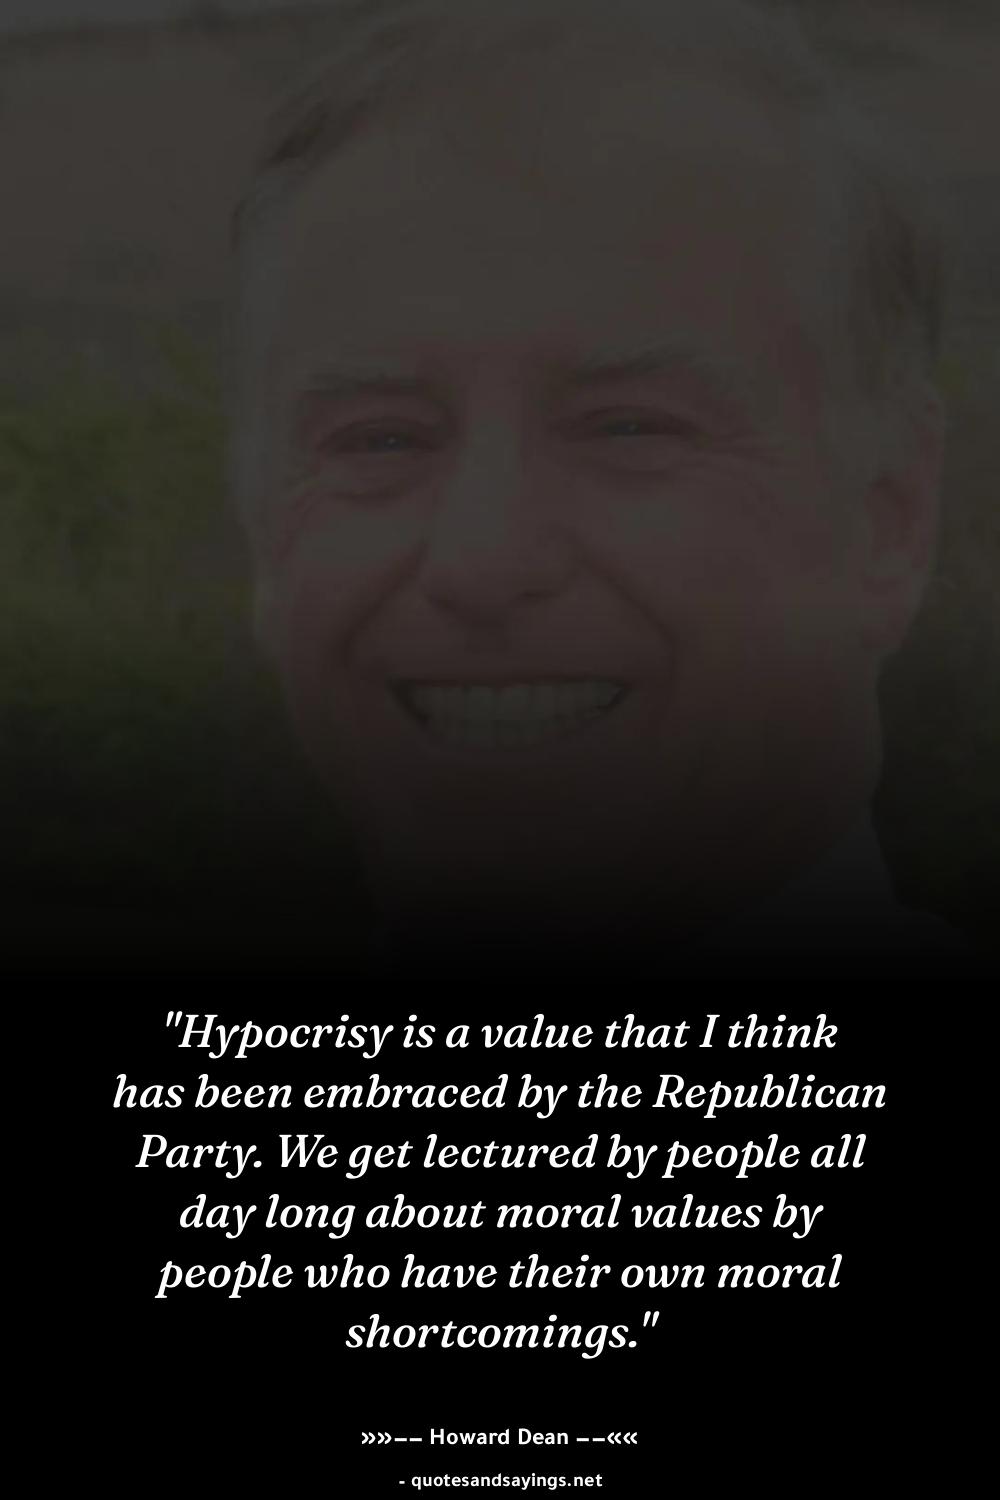 "Hypocrisy is a value that I think
has been embraced by the Republican
Party. We get lectured by people all
day long about moral values by
people who have their own moral
shortcomings."
»»−− Howard Dean −−««
- quotesandsayings.net